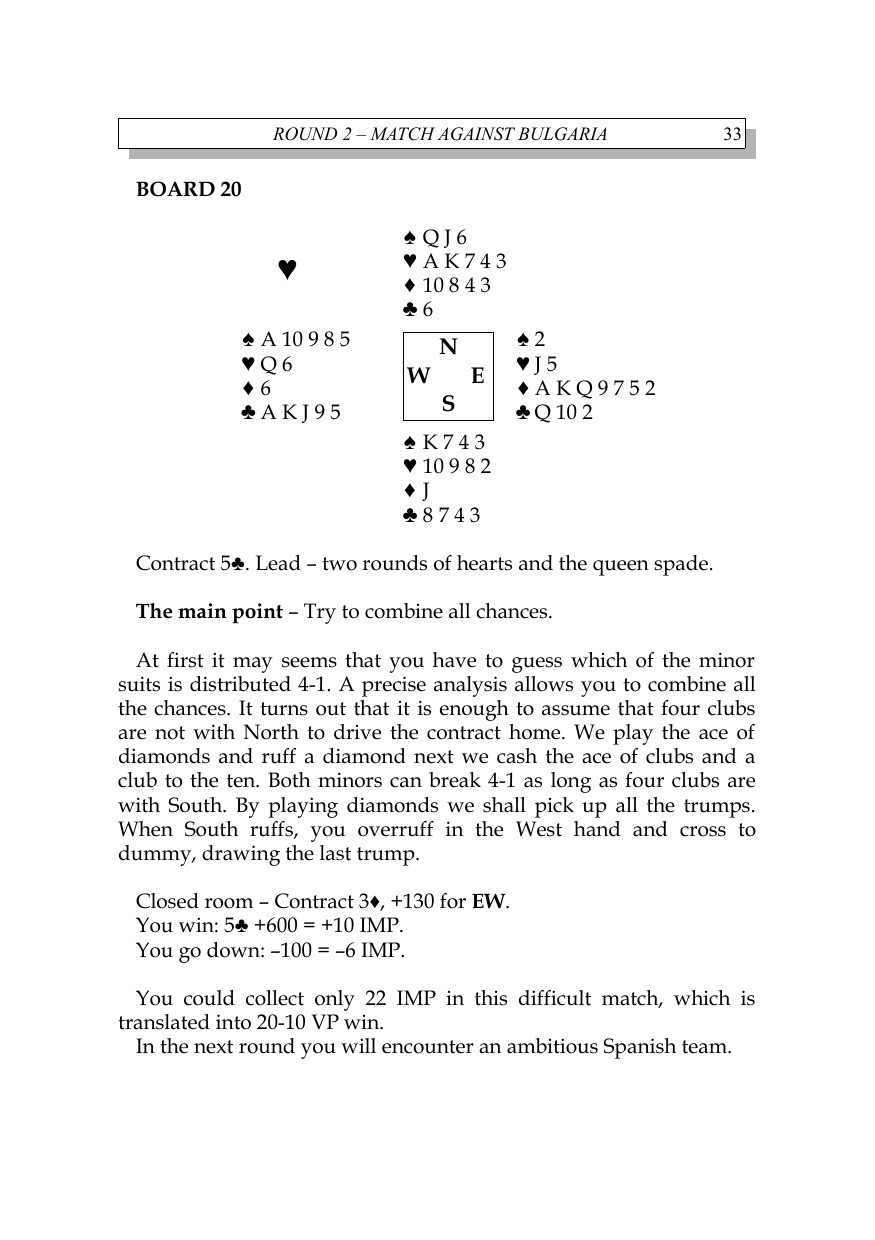 ROUND 2 – MATCH AGAINST BULGARIA 33
BOARD 20
♥
♠ Q J 6
♥ A K 7 4 3
♦ 10 8 4 3
♣ 6
♠ A 10 9 8 5
♥ Q 6
♦ 6
♣ A K J 9 5
N
W E
S
♠ 2
♥ J 5
♦ A K Q 9 7 5 2
♣ Q 10 2
♠ K 7 4 3
♥ 10 9 8 2
♦ J
♣ 8 7 4 3
Contract 5♣. Lead – two rounds of hearts and the queen spade.
The main point – Try to combine all chances.
At first it may seems that you have to guess which of the minor
suits is distributed 4-1. A precise analysis allows you to combine all
the chances. It turns out that it is enough to assume that four clubs
are not with North to drive the contract home. We play the ace of
diamonds and ruff a diamond next we cash the ace of clubs and a
club to the ten. Both minors can break 4-1 as long as four clubs are
with South. By playing diamonds we shall pick up all the trumps.
When South ruffs, you overruff in the West hand and cross to
dummy, drawing the last trump.
Closed room – Contract 3♦, +130 for EW.
You win: 5♣ +600 = +10 IMP.
You go down: –100 = –6 IMP.
You could collect only 22 IMP in this difficult match, which is
translated into 20-10 VP win.
In the next round you will encounter an ambitious Spanish team.